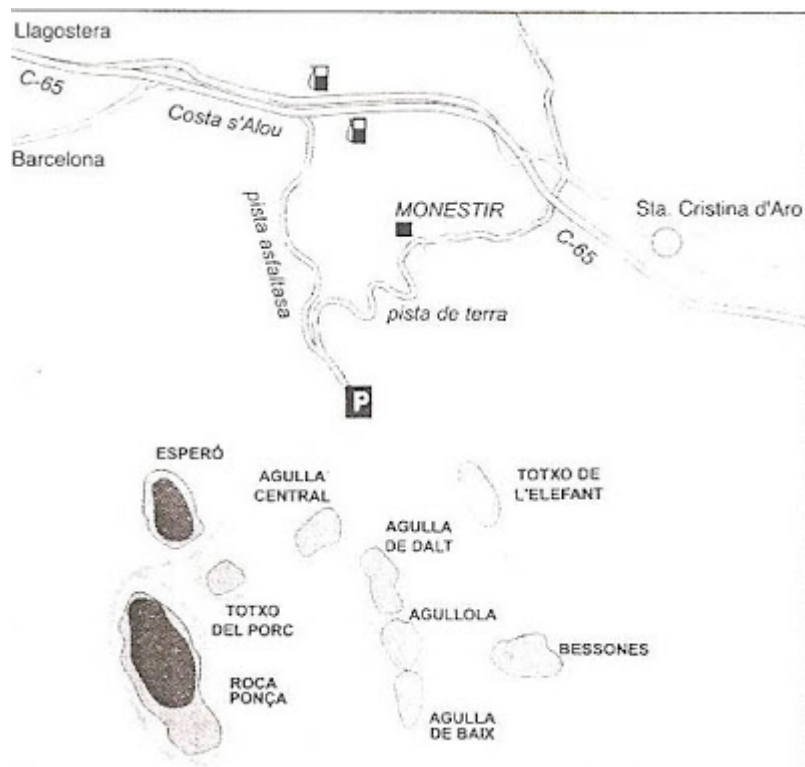 Llagostera
C-65
Costa s'Alou
Barcelona
pista asfaltasa
MONESTIR
Sta. Cristina d'Aro
C-65
pista de terra
P
ESPERÓ
AGULLA
CENTRAL
TOTXO DE
L'ELEFANT
AGULLA
DE DALT
TOTXO
DEL PORC
AGULLOLA
BESSONES
ROCA
PONÇA
AGULLA
DE BAIX